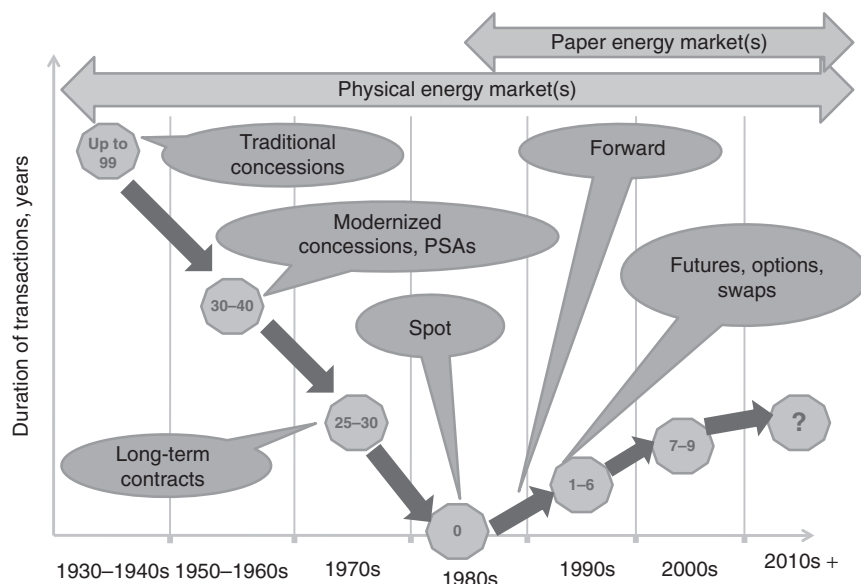 Paper energy market(s)
Physical energy market(s)
Duration of transactions, years
Up to
99
Traditional
concessions
Forward
Modernized
concessions, PSAs
Futures, options,
swaps
30–40
Spot
25–30
?
7–9
Long-term
contracts
1–6
0
1930–1940s 1950–1960s 1970s 1980s 1990s 2000s 2010s +